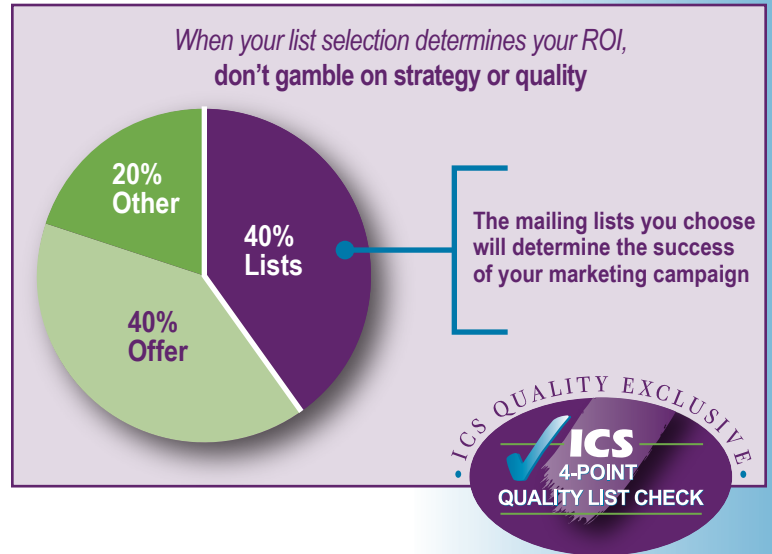 When your list selection determines your ROI,
don't gamble on strategy or quality
20%
Other
40%
Lists
40%
Offer
The mailing lists you choose
will determine the success
of your marketing campaign
ICS QUALITY EXCLUSIVE
ICS
4-POINT
QUALITY LIST CHECK